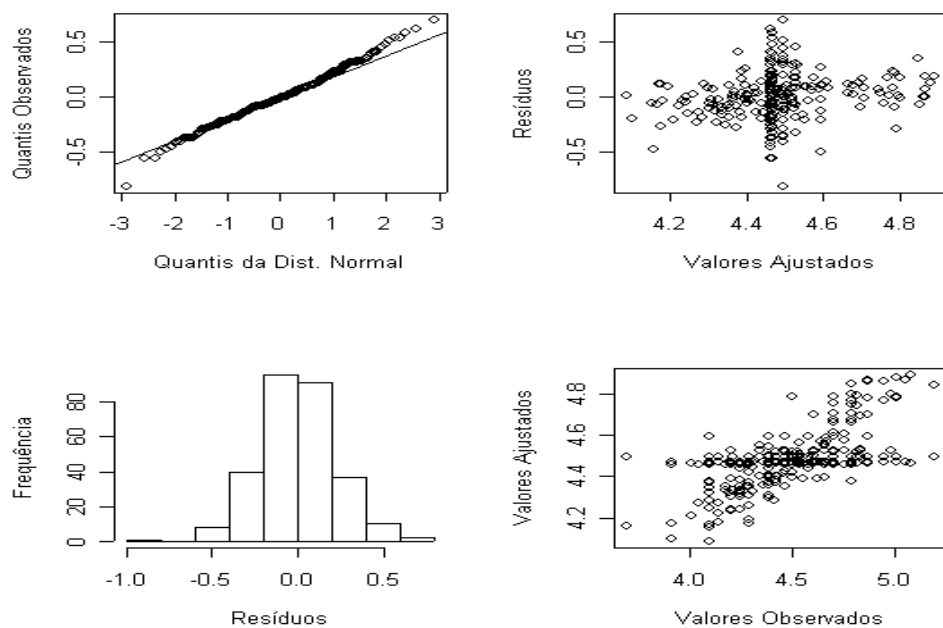 Quantis Observados
-0.5 0.0 0.5
-3 -2 -1 0 1 2 3
Quantis da Dist. Normal
Resíduos
-0.5 0.0 0.5
4.2 4.4 4.6 4.8
Valores Ajustados
Frequência
0 20 40 60 80
-1.0 -0.5 0.0 0.5
Resíduos
Valores Ajustados
4.2 4.4 4.6 4.8
4.0 4.5 5.0
Valores Observados